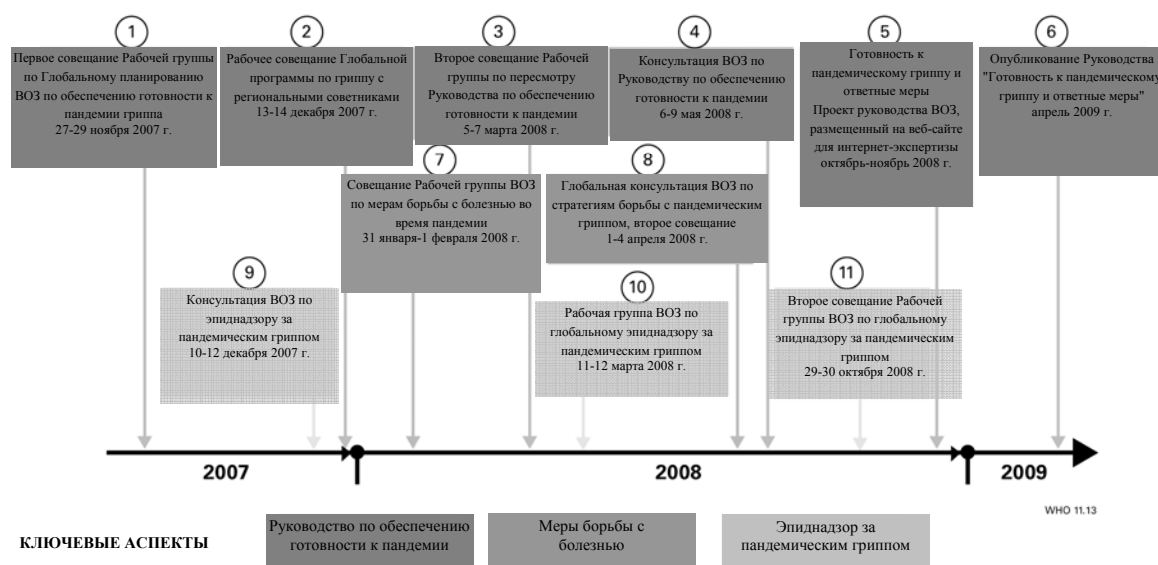 1
Первое совещание Рабочей группы
по Глобальному планированию
ВОЗ по обеспечению готовности к
пандемии гриппа
27-29 ноября 2007 г.
2
Рабочее совещание Глобальной
программы по гриппу с
региональными советниками
13-14 декабря 2007 г.
3
Второе совещание Рабочей
группы по пересмотру
Руководства по обеспечению
готовности к пандемии
5-7 марта 2008 г.
4
Консультация ВОЗ по
Руководству по обеспечению
готовности к пандемии
6-9 мая 2008 г.
5
Готовность к
пандемическому гриппу и
ответные меры
Проект руководства ВОЗ,
размещенный на веб-сайте
для интернет-экспертизы
октябрь-ноябрь 2008 г.
6
Опубликование Руководства
"Готовность к пандемическому
гриппу и ответные меры"
апрель 2009 г.
7
Совещание Рабочей группы ВОЗ
по мерам борьбы с болезнью во
время пандемии
31 января-1 февраля 2008 г.
8
Глобальная консультация ВОЗ по
стратегиям борьбы с пандемическим
гриппом, второе совещание
1-4 апреля 2008 г.
9
Консультация ВОЗ по
эпиднадзору за
пандемическим гриппом
10-12 декабря 2007 г.
10
Рабочая группа ВОЗ по
глобальному эпиднадзору за
пандемическим гриппом
11-12 марта 2008 г.
11
Второе совещание Рабочей
группы ВОЗ по глобальному
эпиднадзору за пандемическим
гриппом
29-30 октября 2008 г.
2007
2008
2009
WHO 11.13
КЛЮЧЕВЫЕ АСПЕКТЫ
Руководство по обеспечению
готовности к пандемии
Меры борьбы с
болезнью
Эпиднадзор за
пандемическим гриппом